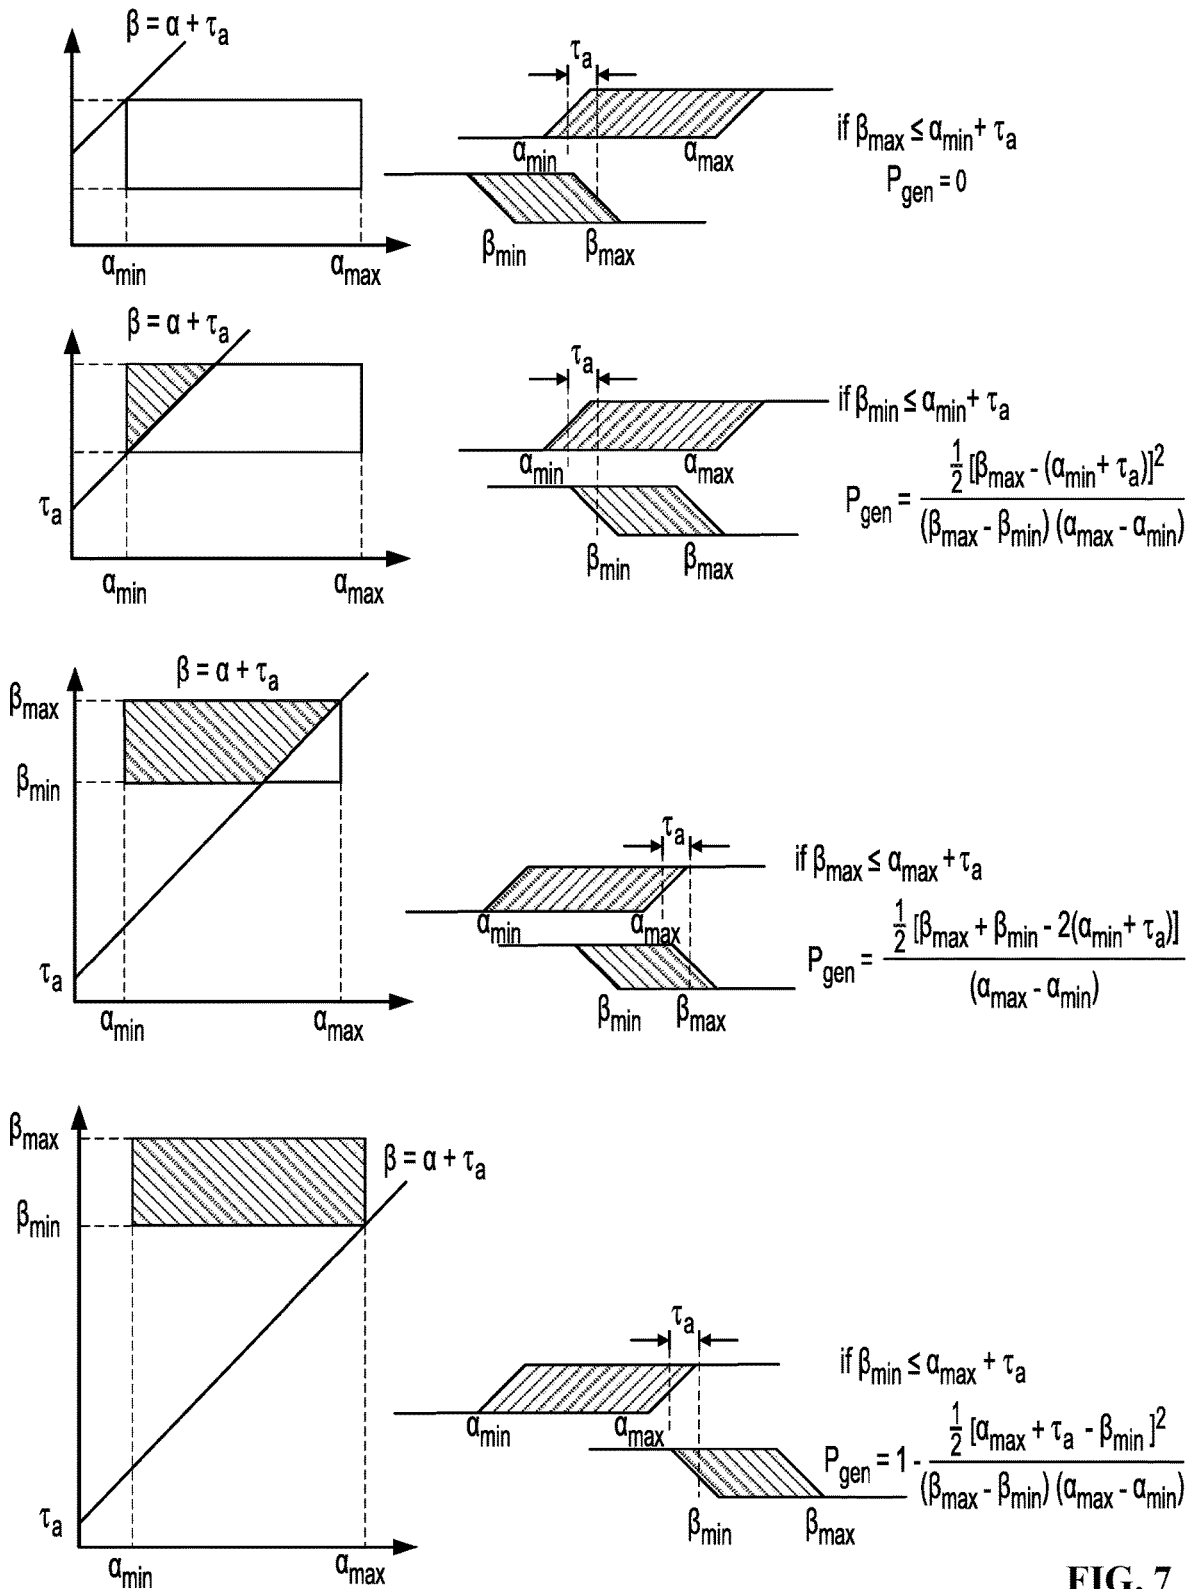 β = α + τa
τa
αmin
αmax
βmin
βmax
αmin
αmax
if βmax ≤ αmin + τa
Pgen = 0
β = α + τa
τa
αmin
αmax
τa
αmin
αmax
βmin
βmax
if βmin ≤ αmin + τa
Pgen = ½ [βmax - (αmin + τa)]² / (βmax - βmin) (αmax - αmin)
β = α + τa
βmax
βmin
τa
αmin
αmax
τa
αmin
αmax
βmin
βmax
if βmax ≤ αmax + τa
Pgen = ½ [βmax + βmin - 2(αmin + τa)] / (αmax - αmin)
βmax
βmin
β = α + τa
τa
αmin
αmax
τa
αmin
αmax
βmin
βmax
if βmin ≤ αmax + τa
Pgen = 1 - ½ [αmax + τa - βmin]² / (βmax - βmin) (αmax - αmin)
FIG. 7